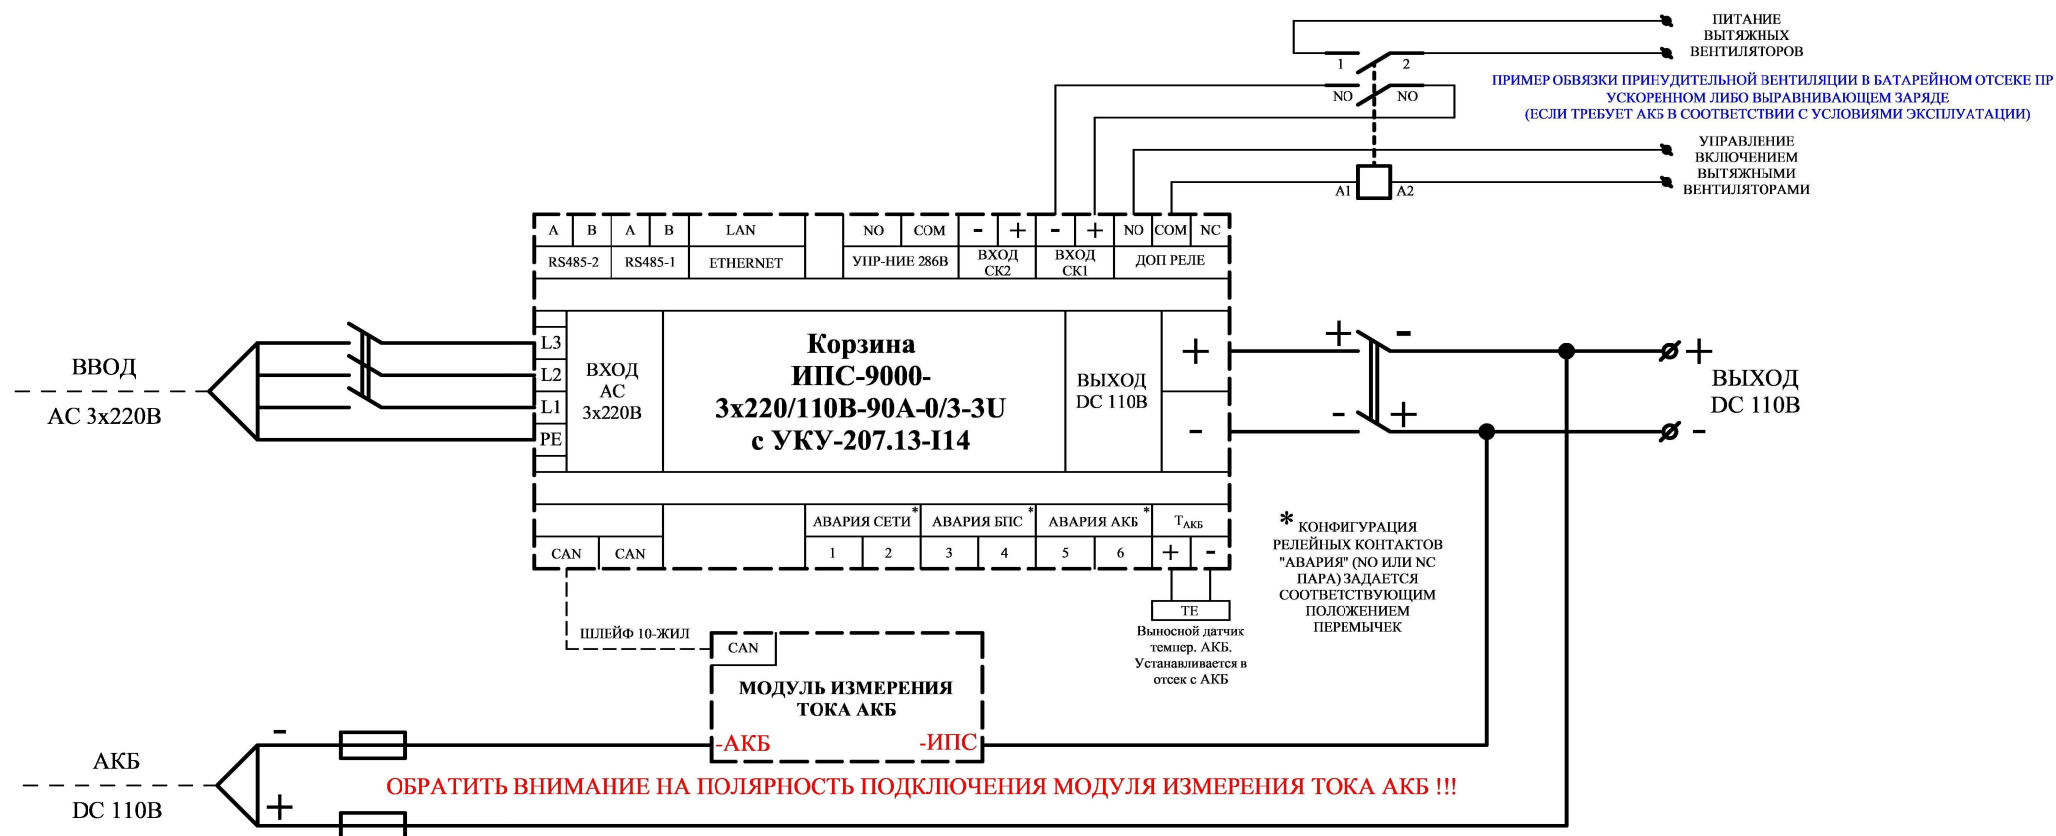 ПИТАНИЕ
ВЫТЯЖНЫХ
ВЕНТИЛЯТОРОВ
1 2
NO NO
ПРИМЕР ОБВЯЗКИ ПРИНУДИТЕЛЬНОЙ ВЕНТИЛЯЦИИ В БАТАРЕЙНОМ ОТСЕКЕ ПР
УСКОРЕННОМ ЛИБО ВЫРАВНИВАЮЩЕМ ЗАРЯДЕ
(ЕСЛИ ТРЕБУЕТ АКБ В СООТВЕТСТВИИ С УСЛОВИЯМИ ЭКСПЛУАТАЦИИ)
УПРАВЛЕНИЕ
ВКЛЮЧЕНИЕМ
ВЫТЯЖНЫМИ
ВЕНТИЛЯТОРАМИ
A1 A2
A B A B LAN NO COM - + - + NO COM NC
RS485-2 RS485-1 ETHERNET УПР-НИЕ 286В ВХОД СК2 ВХОД СК1 ДОП РЕЛЕ
ВВОД
АС 3х220В
L3
L2
L1
PE
ВХОД
АС
3х220В
Корзина
ИПС-9000-
3х220/110В-90А-0/3-3U
с УКУ-207.13-I14
ВЫХОД
DC 110В
+
-
+ -
- +
+
-
ВЫХОД
DC 110В
АВАРИЯ СЕТИ* АВАРИЯ БПС* АВАРИЯ АКБ* TАКБ
CAN CAN 1 2 3 4 5 6 + -
* КОНФИГУРАЦИЯ
РЕЛЕЙНЫХ КОНТАКТОВ
"АВАРИЯ" (NO ИЛИ NC
ПАРА) ЗАДАЕТСЯ
СООТВЕТСТВУЮЩИМ
ПОЛОЖЕНИЕМ
ПЕРЕМЫЧЕК
TE
Выносной датчик
темпер. АКБ.
Устанавливается в
отсек с АКБ
ШЛЕЙФ 10-ЖИЛ
CAN
МОДУЛЬ ИЗМЕРЕНИЯ
ТОКА АКБ
-АКБ -ИПС
АКБ
DC 110В
-
+
ОБРАТИТЬ ВНИМАНИЕ НА ПОЛЯРНОСТЬ ПОДКЛЮЧЕНИЯ МОДУЛЯ ИЗМЕРЕНИЯ ТОКА АКБ !!!